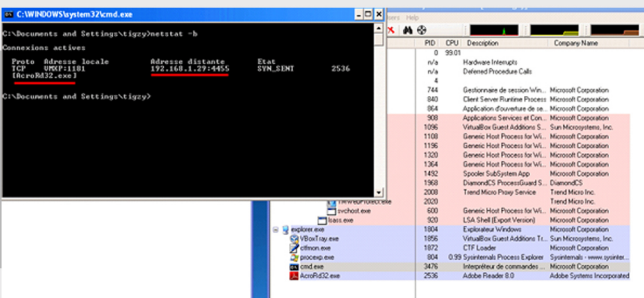 C:\WINDOWS\system32\cmd.exe
C:\Documents and Settings\tigzy>netstat -b
Connexions actives
Proto Adresse locale Adresse distante Etat
TCP VMXP:1181 192.168.1.29:4455 SYN_SENT 2536
[AcroRd32.exe]
C:\Documents and Settings\tigzy>
Users Help
PID CPU Description Company Name
0 99.01
n/a Hardware Interrupts
n/a Deferred Procedure Calls
4
744 Gestionnaire de session Win... Microsoft Corporation
840 Client Server Runtime Process Microsoft Corporation
864 Application d'ouverture de se... Microsoft Corporation
908 Applications Services et Con... Microsoft Corporation
1096 VirtualBox Guest Additions S... Sun Microsystems, Inc.
1108 Generic Host Process for Wi... Microsoft Corporation
1196 Generic Host Process for Wi... Microsoft Corporation
1320 Generic Host Process for Wi... Microsoft Corporation
1364 Generic Host Process for Wi... Microsoft Corporation
1492 Spooler SubSystem App Microsoft Corporation
1968 DiamondCS ProcessGuard S... DiamondCS
2008 Trend Micro Proxy Service Trend Micro Inc.
2020 Trend Micro Inc.
svchost.exe 600 Generic Host Process for Wi... Microsoft Corporation
lsass.exe 920 LSA Shell (Export Version) Microsoft Corporation
explorer.exe 1804 Explorateur Windows Microsoft Corporation
VBoxTray.exe 1856 VirtualBox Guest Additions Tr... Sun Microsystems, Inc.
ctfmon.exe 1872 CTF Loader Microsoft Corporation
procexp.exe 804 0.99 Sysinternals Process Explorer Sysinternals - www.sysinter...
cmd.exe 3476 Interpréteur de commandes ... Microsoft Corporation
AcroRd32.exe 2536 Adobe Reader 8.0 Adobe Systems Incorporated